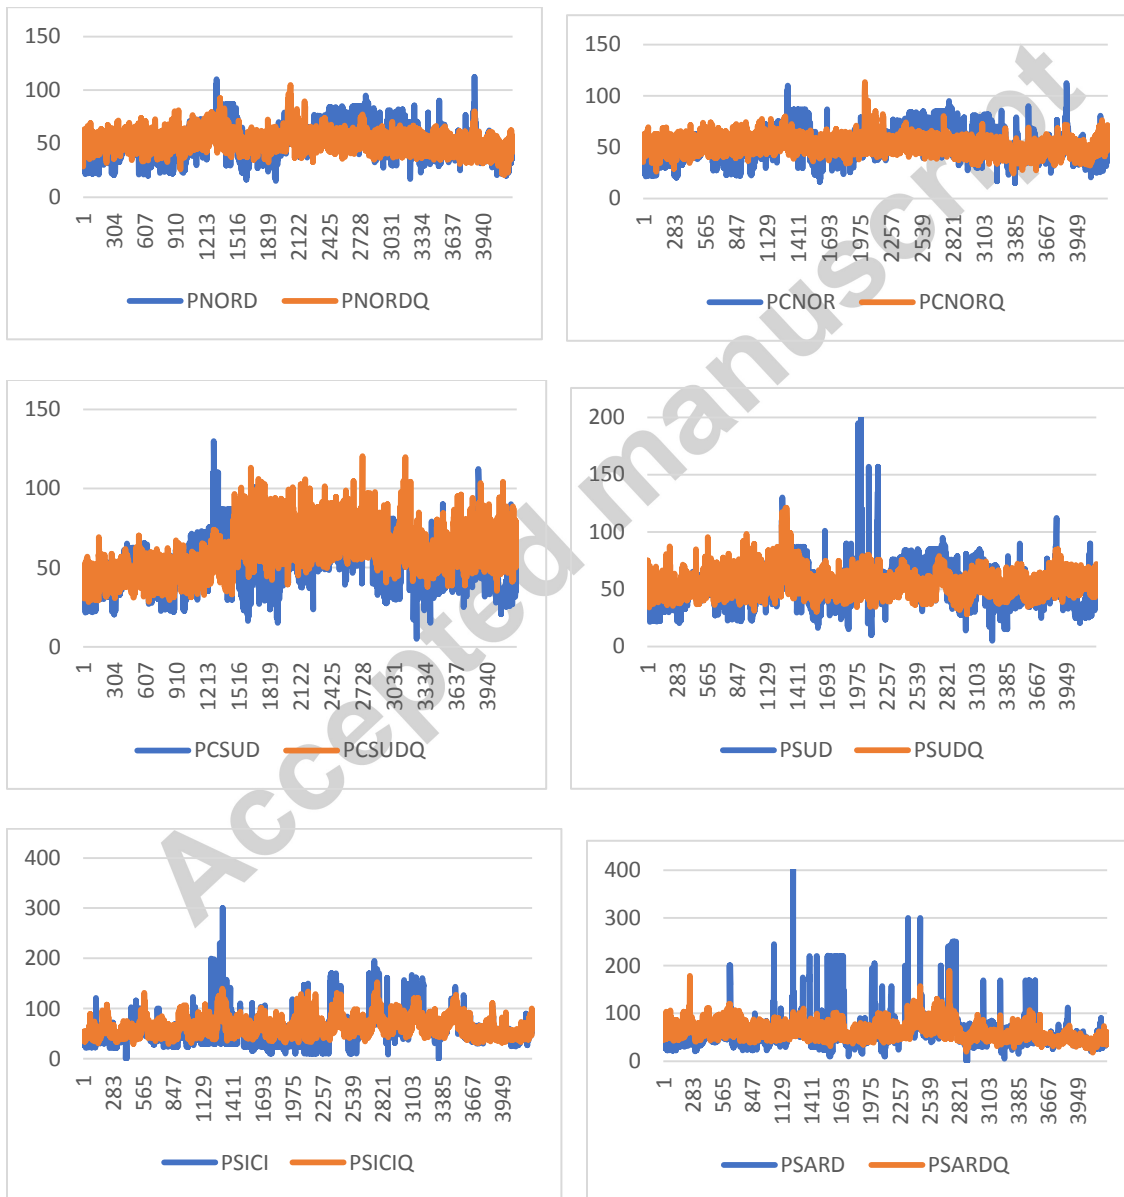 150
100
50
0
1 304 607 910 1213 1516 1819 2122 2425 2728 3031 3334 3637 3940
PNORD PNORDQ
150
100
50
0
1 283 565 847 1129 1411 1693 1975 2257 2539 2821 3103 3385 3667 3949
PCNOR PCNORQ
150
100
50
0
1 304 607 910 1213 1516 1819 2122 2425 2728 3031 3334 3637 3940
PCSUD PCSUDQ
200
150
100
50
0
1 283 565 847 1129 1411 1693 1975 2257 2539 2821 3103 3385 3667 3949
PSUD PSUDQ
400
300
200
100
0
1 283 565 847 1129 1411 1693 1975 2257 2539 2821 3103 3385 3667 3949
PSICI PSICIQ
400
300
200
100
0
1 283 565 847 1129 1411 1693 1975 2257 2539 2821 3103 3385 3667 3949
PSARD PSARDQ
Accepted manuscript